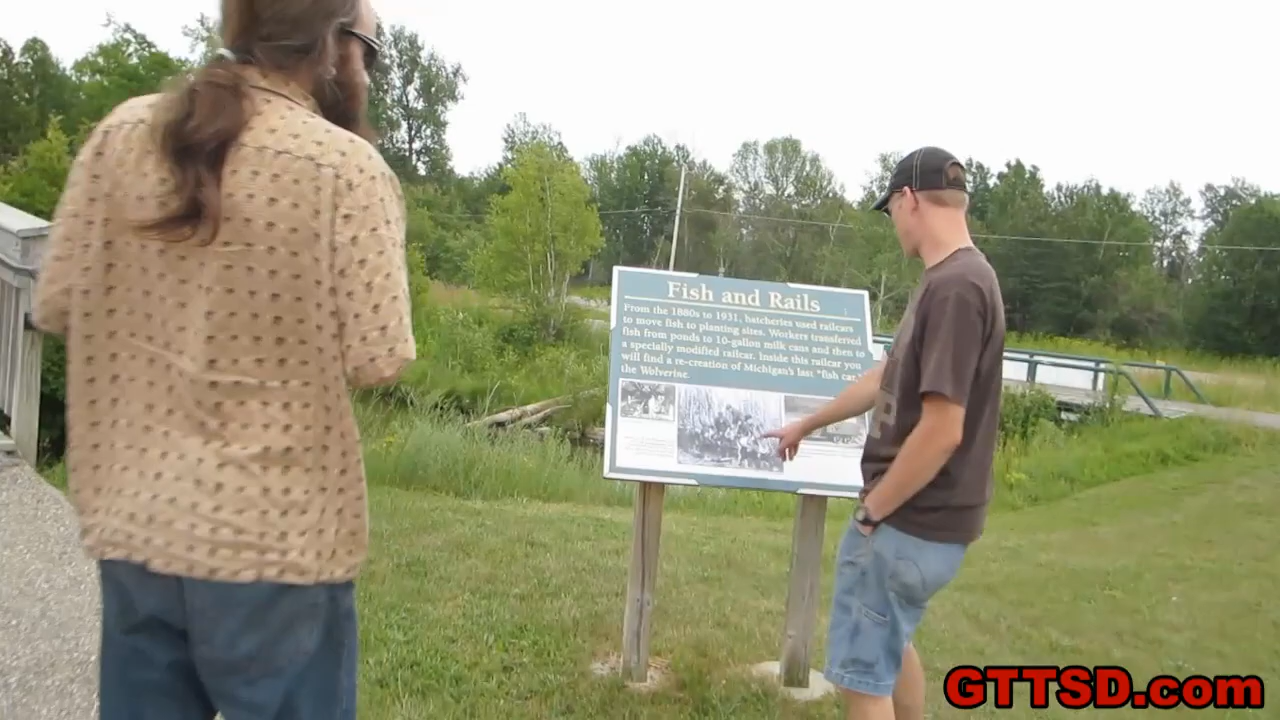 Fish and Rails
From the 1880s to 1931, hatcheries used railcars
to move fish to planting sites. Workers transferred
fish from ponds to 10-gallon milk cans and then to
a specially modified railcar. Inside this railcar you
will find a re-creation of Michigan's last "fish car,"
the Wolverine.
GTTSD.com